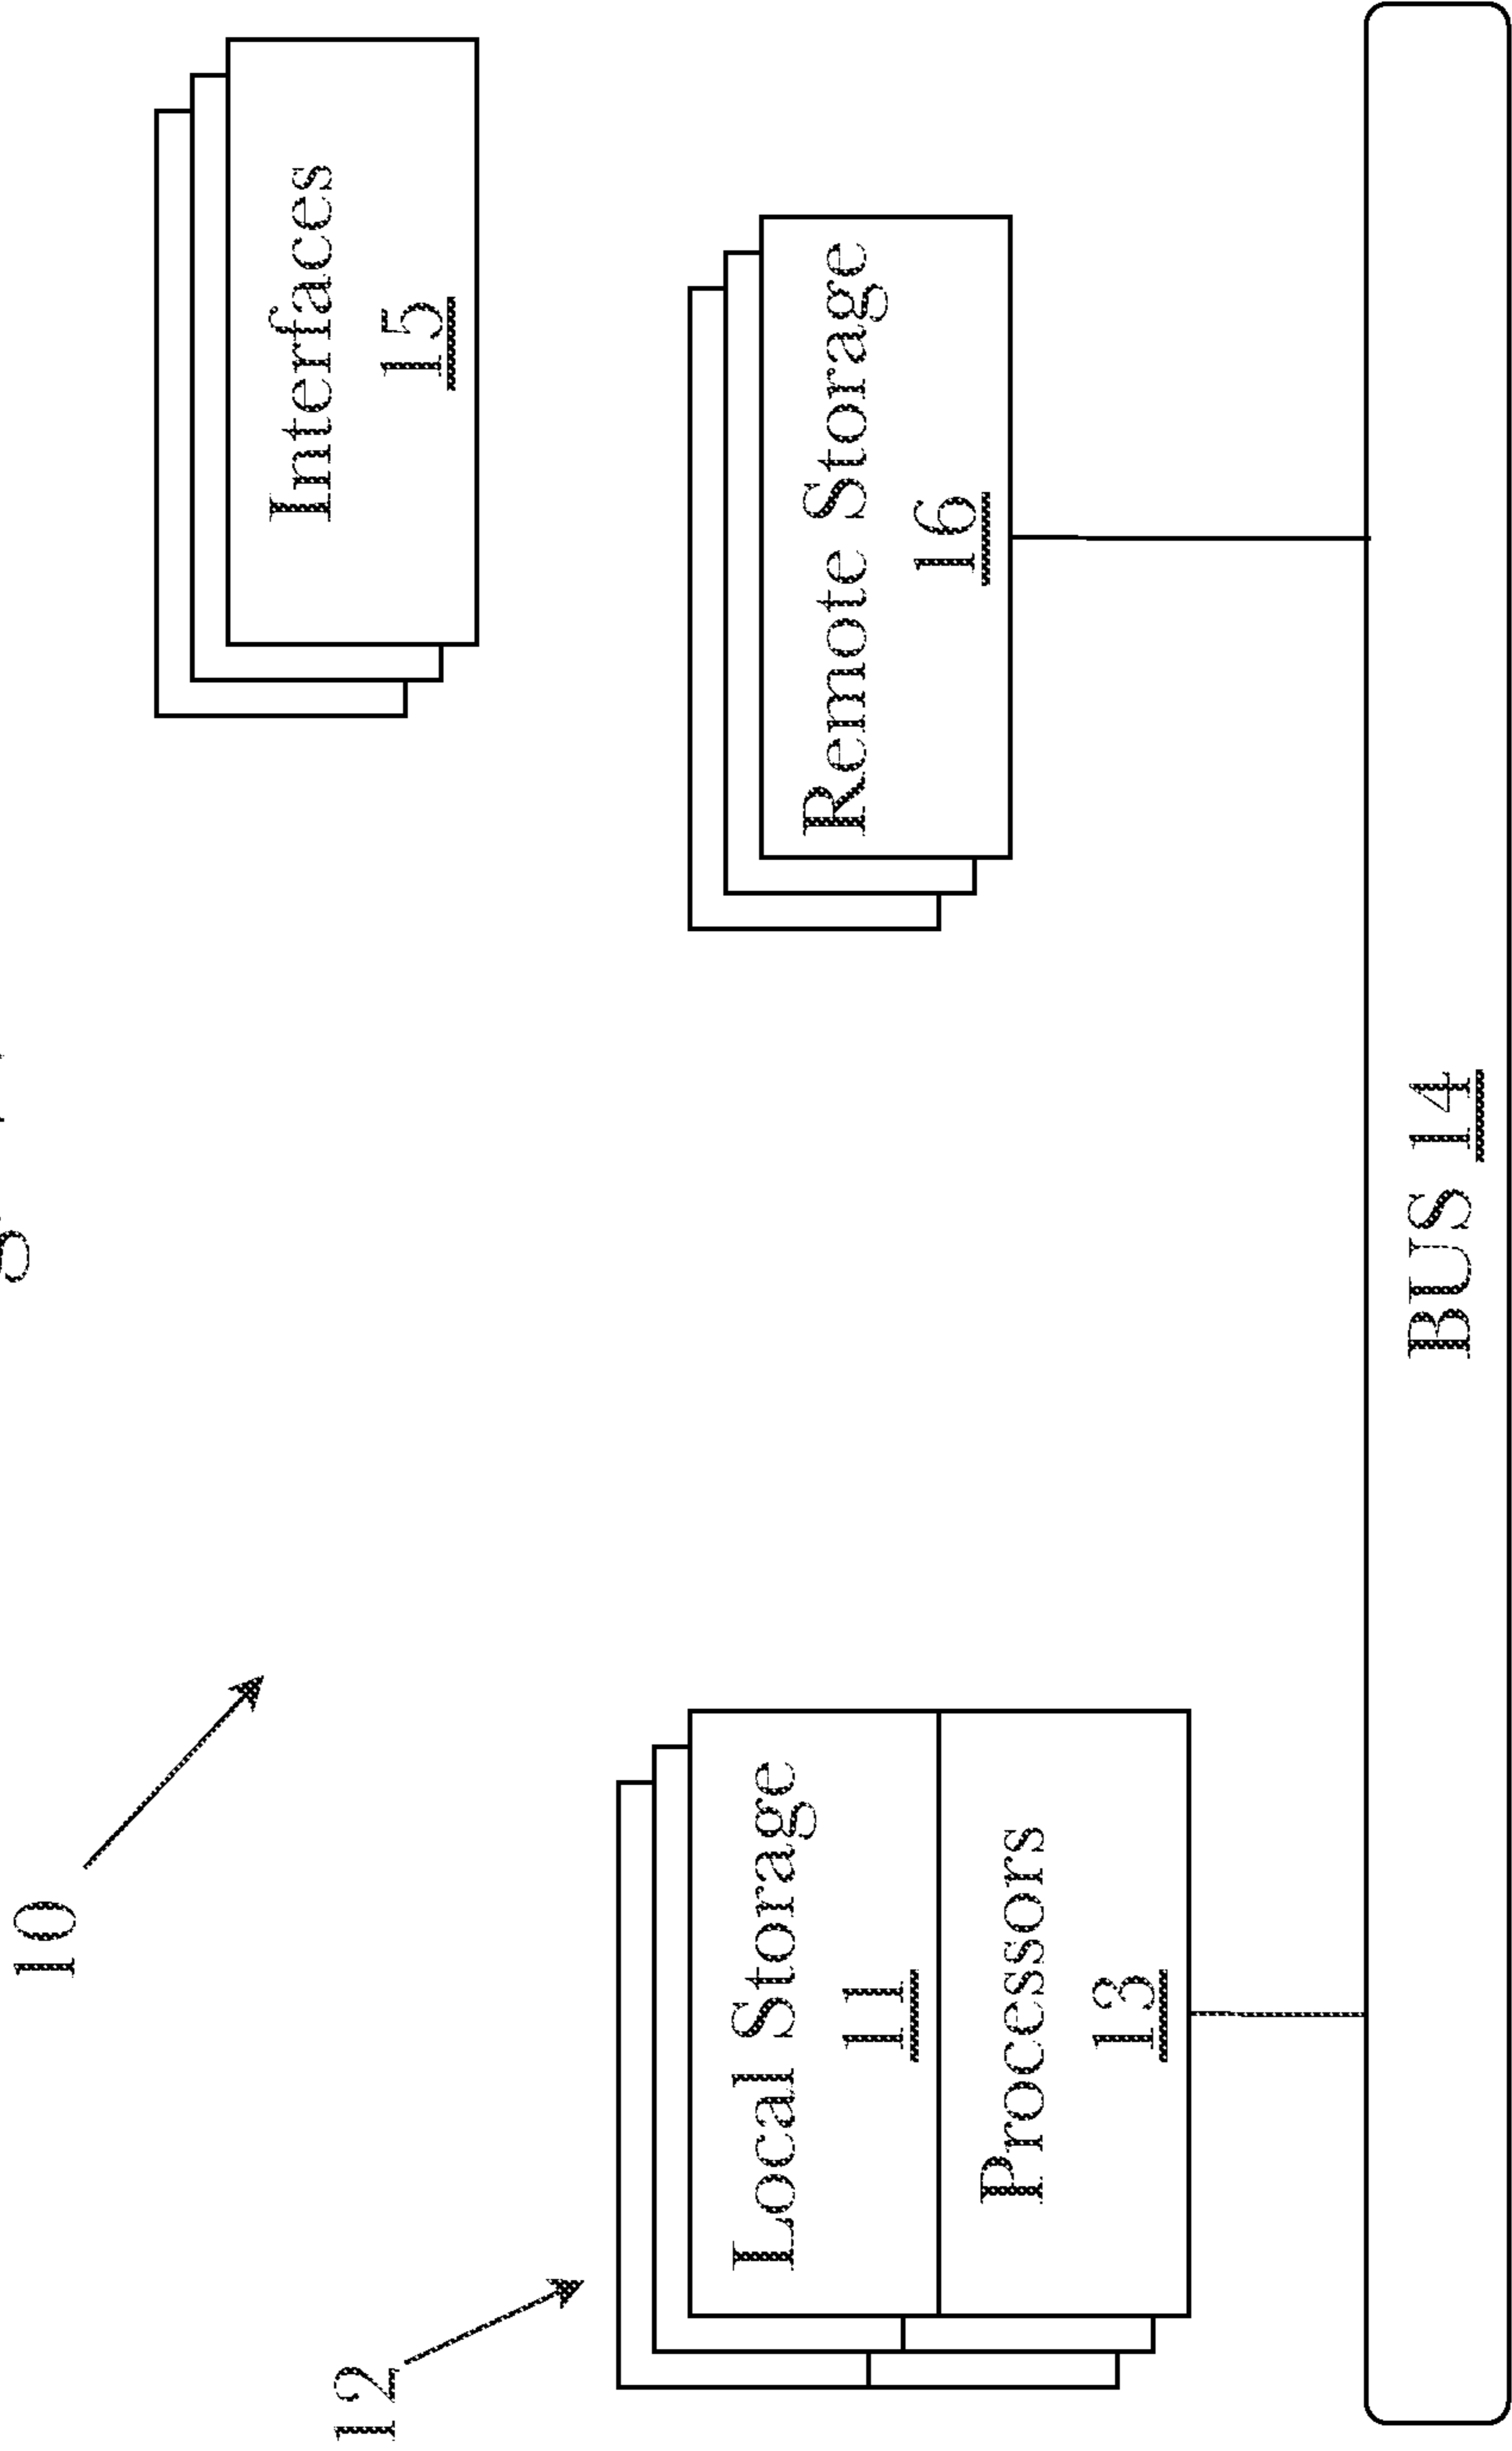 10
12
Interfaces
15
Local Storage
11
Remote Storage
16
Processors
13
BUS 14